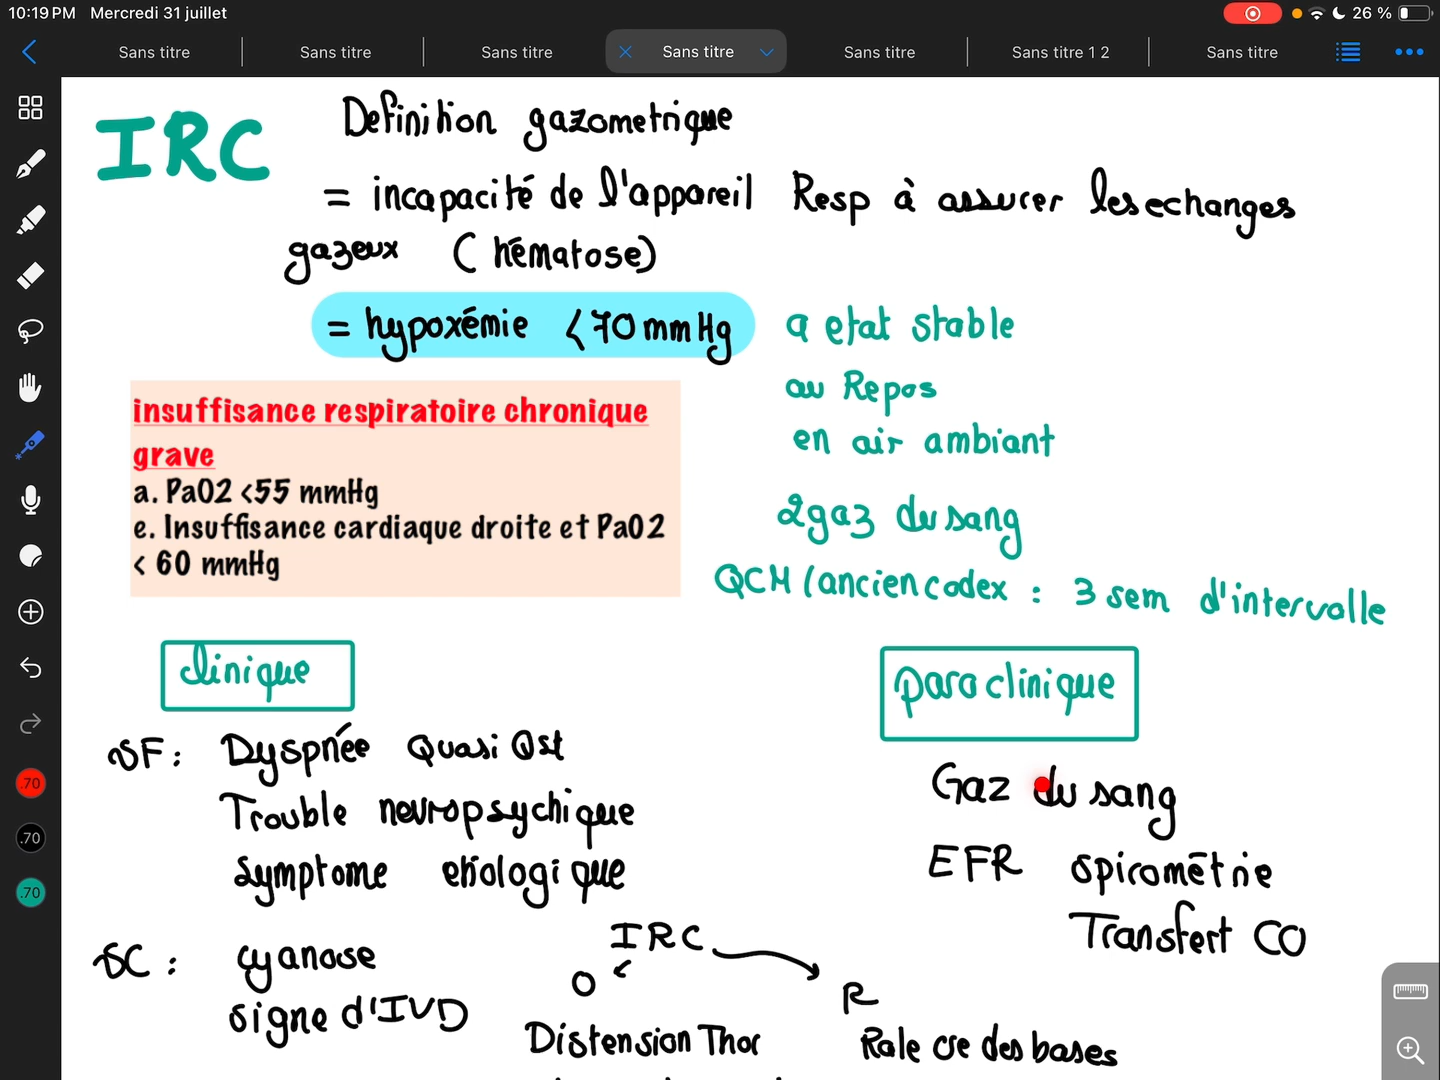 10:19 PM Mercredi 31 juillet
26 %
Sans titre
Sans titre
Sans titre
Sans titre
Sans titre
Sans titre 1 2
Sans titre
IRC
Definition gazometrique
= incapacité de l'appareil Resp à assurer les echanges
gazeux ( hématose)
= hypoxémie <70 mmHg
a etat stable
au Repos
en air ambiant
insuffisance respiratoire chronique
grave
a. PaO2 <55 mmHg
e. Insuffisance cardiaque droite et PaO2
< 60 mmHg
2 gaz du sang
QCM (ancien codex : 3 sem d'intervalle
clinique
SF : Dyspnée Quasi Qst
Trouble neuropsychique
Symptome etiologique
SC : cyanose
signe d'IVD
IRC
O
R
Distension Thor
Rale cre des bases
paraclinique
Gaz du sang
EFR spirométrie
Transfert CO
.70
.70
.70